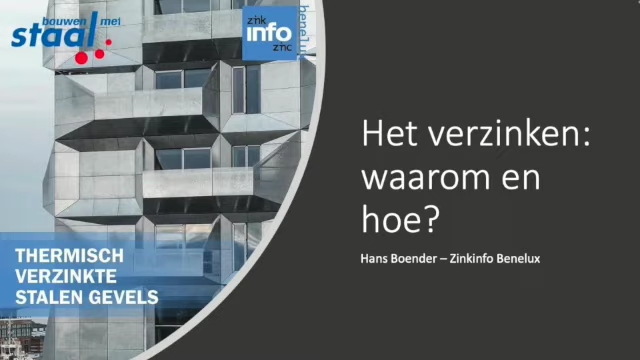 bouwen met
staal
zink
info
zinc
benelux
Het verzinken:
waarom en
hoe?
Hans Boender – Zinkinfo Benelux
THERMISCH
VERZINKTE
STALEN GEVELS